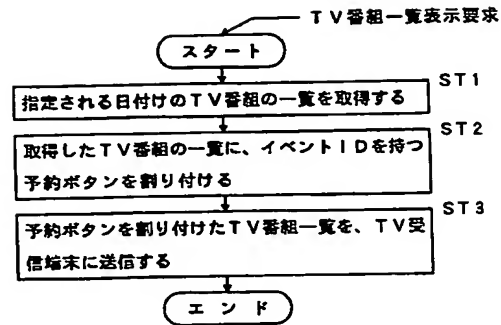 TV番組一覧表示要求
スタート
ST1
指定される日付けのTV番組の一覧を取得する
ST2
取得したTV番組の一覧に、イベントIDを持つ
予約ボタンを割り付ける
ST3
予約ボタンを割り付けたTV番組一覧を、TV受
信端末に送信する
エンド